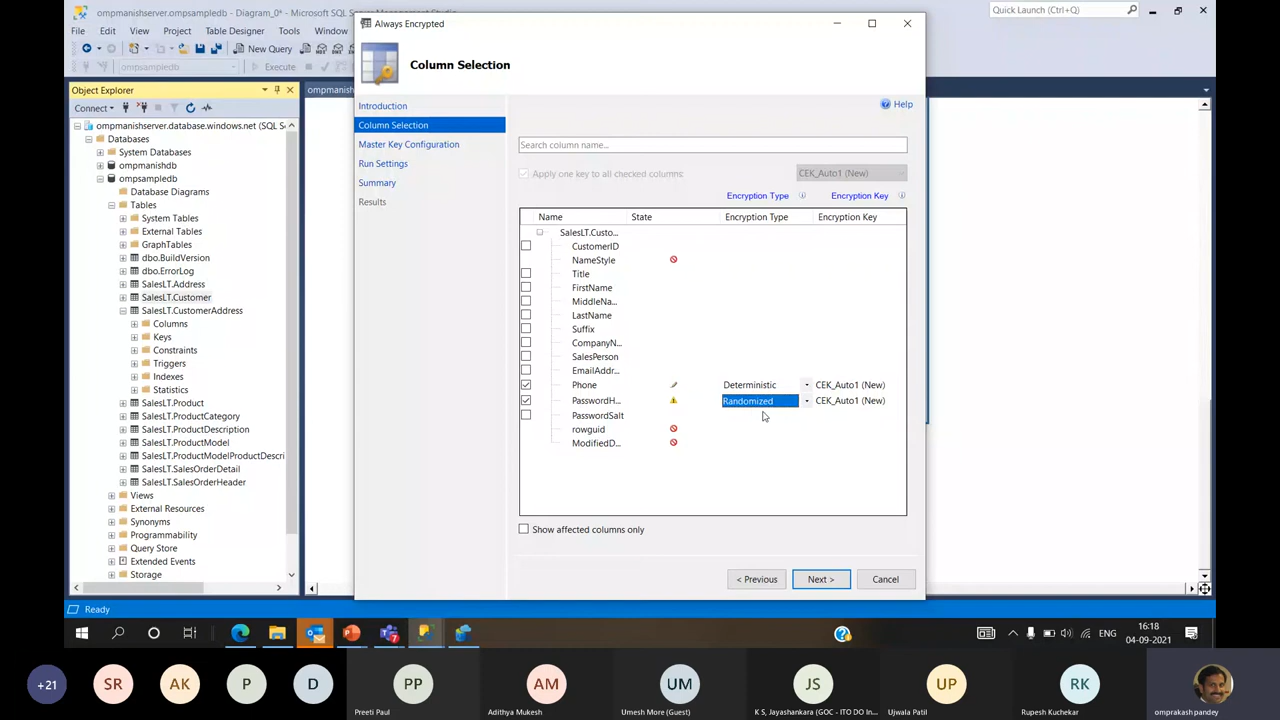 ompmanishserver.ompsampledb - Diagram_0* - Microsoft SQL Server Management Studio
Quick Launch (Ctrl+Q)
File Edit View Project Table Designer Tools Window
New Query
ompsampledb
Execute
Object Explorer
Connect
ompmanishserver.database.windows.net (SQL S
Databases
System Databases
ompmanishdb
ompsampledb
Database Diagrams
Tables
System Tables
External Tables
GraphTables
dbo.BuildVersion
dbo.ErrorLog
SalesLT.Address
SalesLT.Customer
SalesLT.CustomerAddress
Columns
Keys
Constraints
Triggers
Indexes
Statistics
SalesLT.Product
SalesLT.ProductCategory
SalesLT.ProductDescription
SalesLT.ProductModel
SalesLT.ProductModelProductDescri
SalesLT.SalesOrderDetail
SalesLT.SalesOrderHeader
Views
External Resources
Synonyms
Programmability
Query Store
Extended Events
Storage
ompmanis
Always Encrypted
Column Selection
Introduction
Column Selection
Master Key Configuration
Run Settings
Summary
Results
Help
Search column name...
Apply one key to all checked columns:
CEK_Auto1 (New)
Encryption Type Encryption Key
Name State Encryption Type Encryption Key
SalesLT.Custo...
CustomerID
NameStyle
Title
FirstName
MiddleNa...
LastName
Suffix
CompanyN...
SalesPerson
EmailAddr...
Phone Deterministic CEK_Auto1 (New)
PasswordH... Randomized CEK_Auto1 (New)
PasswordSalt
rowguid
ModifiedD...
Show affected columns only
< Previous Next > Cancel
Ready
ENG
16:18
04-09-2021
+21 SR AK P D PP AM UM JS UP RK
Preeti Paul Adithya Mukesh Umesh More (Guest) K S, Jayashankara (GOC - ITO DO In... Ujwala Patil Rupesh Kuchekar omprakash pandey